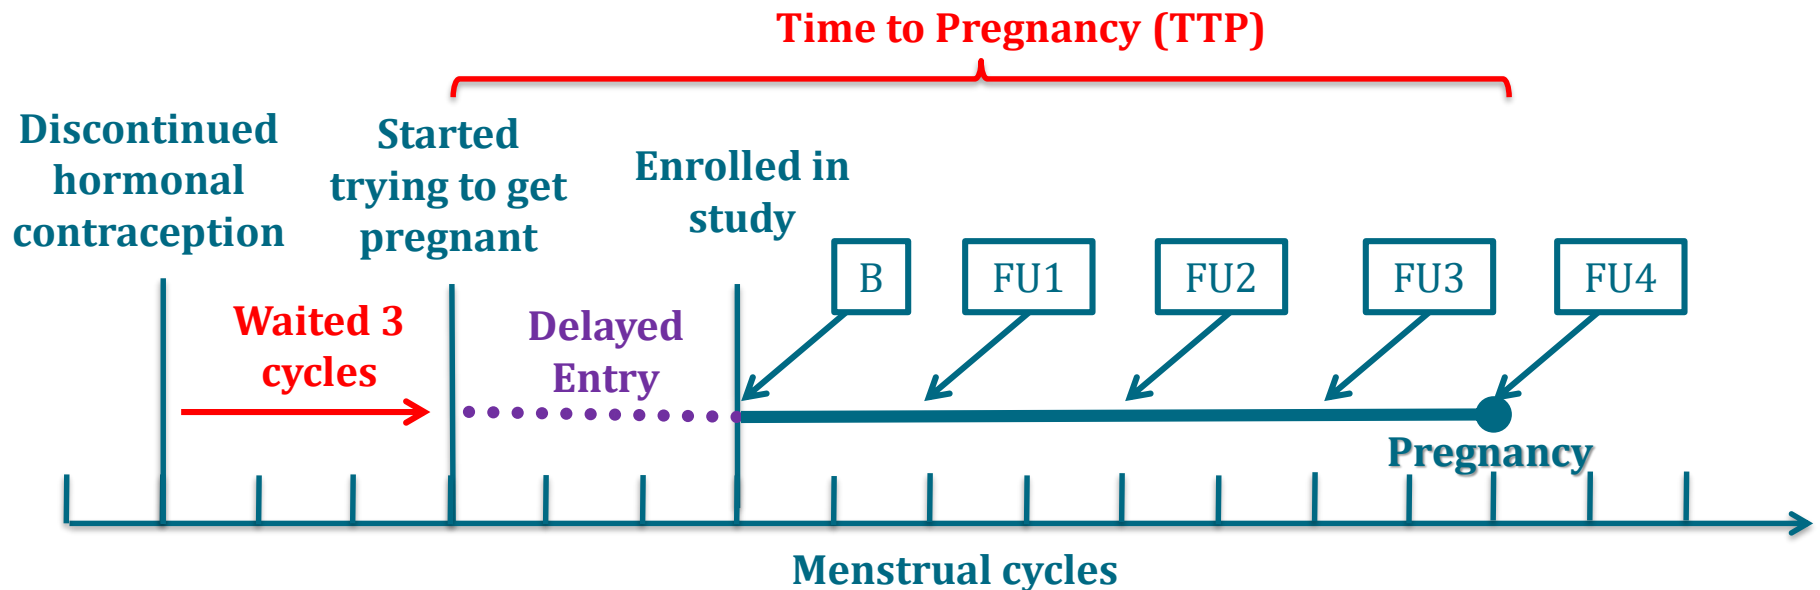 Time to Pregnancy (TTP)
Discontinued
hormonal
contraception
Started
trying to get
pregnant
Enrolled in
study
B
FU1
FU2
FU3
FU4
Waited 3
cycles
Delayed
Entry
Pregnancy
Menstrual cycles